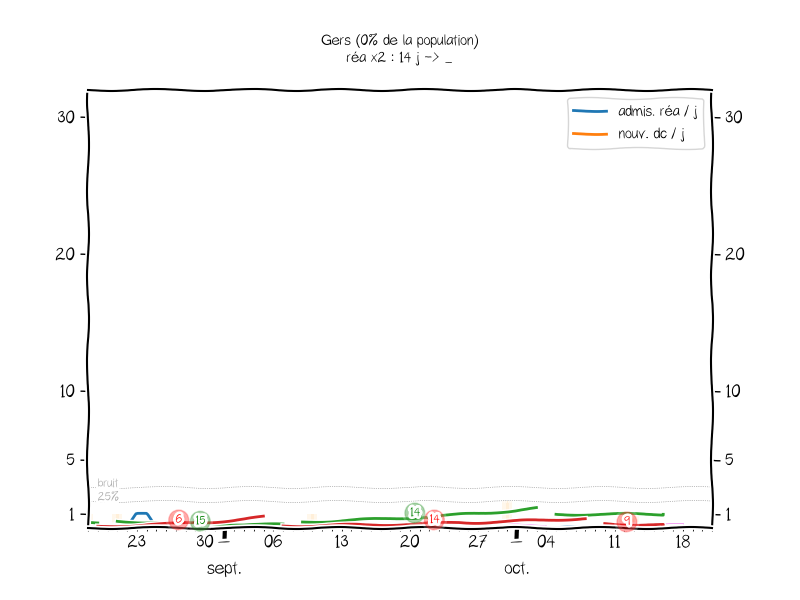 Gers (0% de la population)
réa x2 : 14 j -> _
admis. réa / j
nouv. dc / j
30 30
20 20
10 10
5 5
bruit
25%
1 1
6 15 14 14 9
23 30 06 13 20 27 04 11 18
sept. oct.